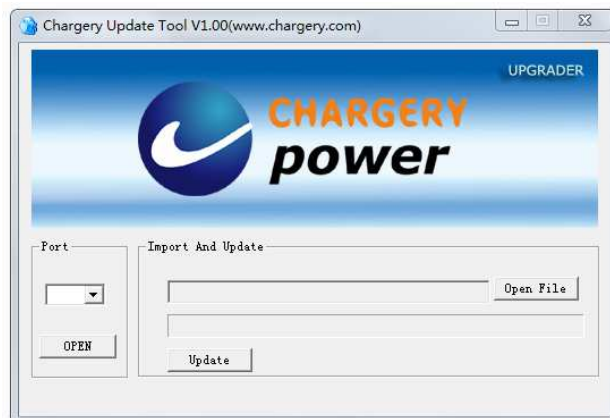 Chargery Update Tool V1.00(www.chargery.com)
UPGRADER
CHARGERY
power
Port
Import And Update
Open File
OPEN
Update